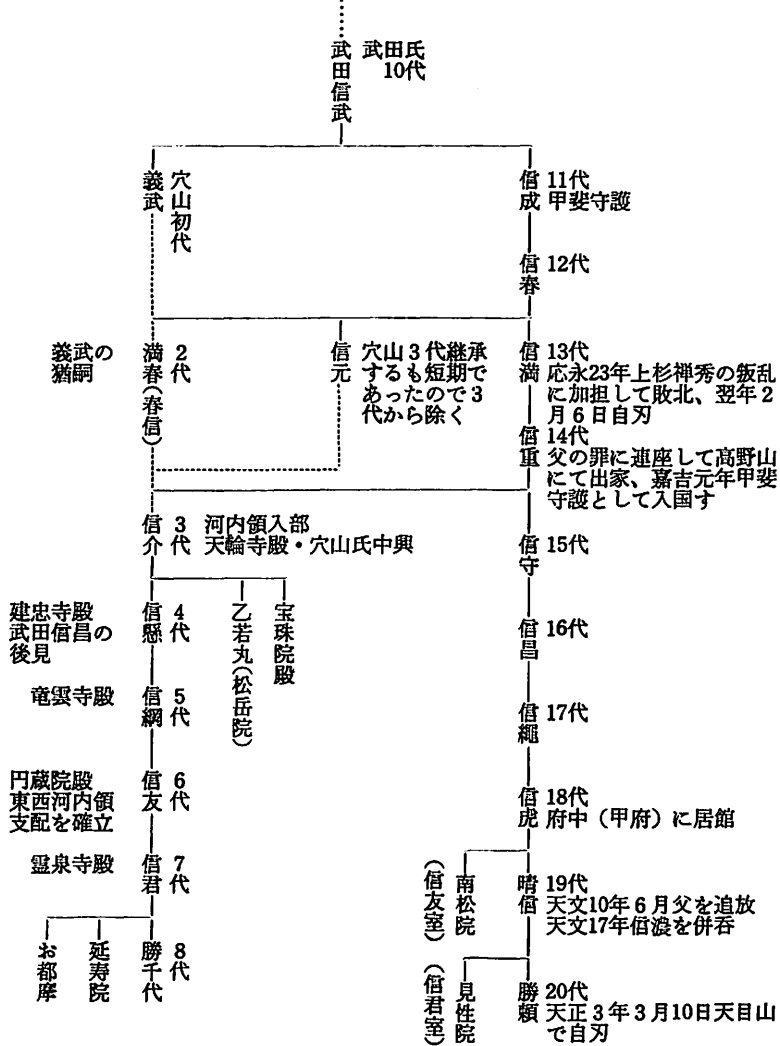 武田氏
10代
武田信武
穴山初代
義武
11代
信成
甲斐守護
12代
信春
義武の
猶嗣
2代
満春(春信)
信元
穴山3代継承
するも短期で
あったので3
代から除く
13代
信満
応永23年上杉禅秀の叛乱
に加担して敗北、翌年2
月6日自刃
14代
信重
父の罪に連座して高野山
にて出家、嘉吉元年甲斐
守護として入国す
3代
信介
河内領入部
天輪寺殿・穴山氏中興
15代
信守
建忠寺殿
武田信昌の
後見
4代
信懸
乙若丸(松岳院)
宝珠院殿
16代
信昌
竜雲寺殿
5代
信綱
17代
信縄
円蔵院殿
東西河内領
支配を確立
6代
信友
18代
信虎
府中(甲府)に居館
霊泉寺殿
7代
信君
南松院
(信友室)
19代
晴信
天文10年6月父を追放
天文17年信濃を併呑
8代
勝千代
延寿院
お都摩
見性院
(信君室)
20代
勝頼
天正3年3月10日天目山
で自刃